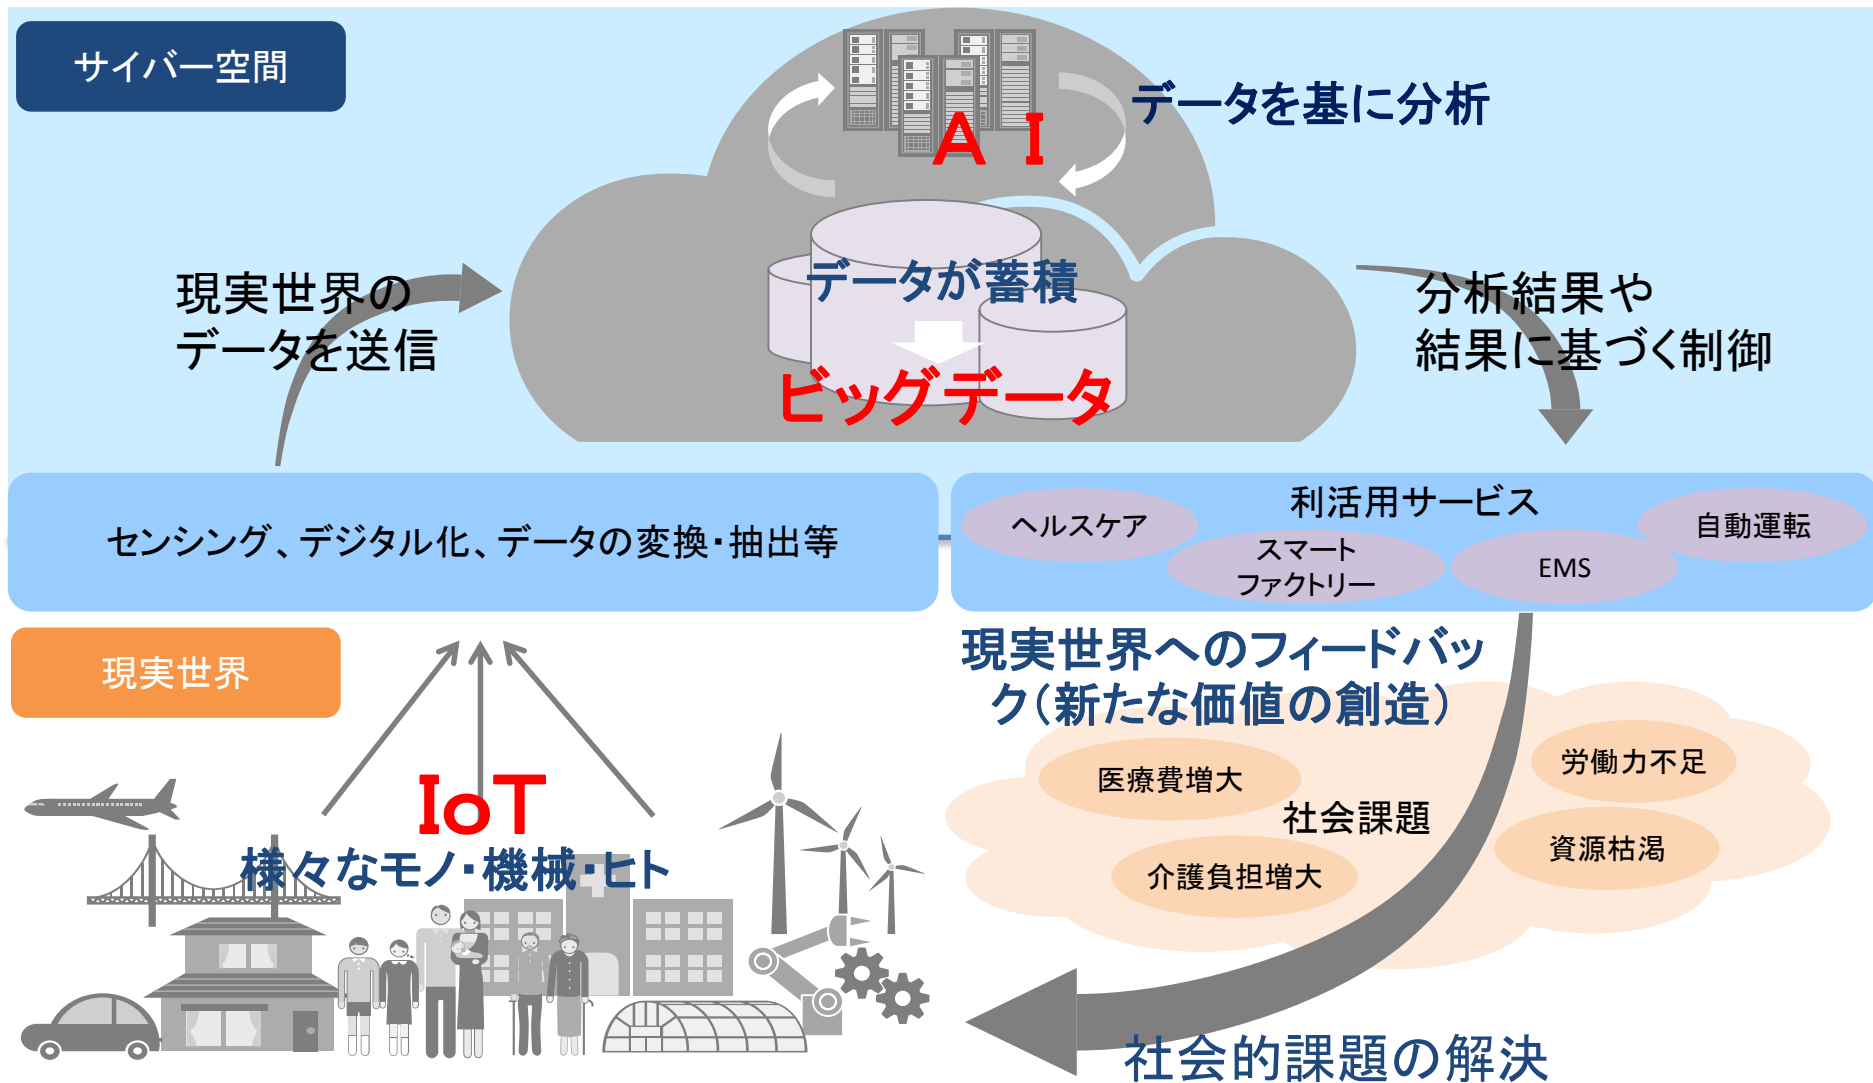 サイバー空間
AI
データを基に分析
現実世界の
データを送信
データが蓄積
ビッグデータ
分析結果や
結果に基づく制御
センシング、デジタル化、データの変換・抽出等
利活用サービス
ヘルスケア
スマート
ファクトリー
EMS
自動運転
現実世界
現実世界へのフィードバッ
ク(新たな価値の創造)
IoT
様々なモノ・機械・ヒト
医療費増大
労働力不足
社会課題
介護負担増大
資源枯渇
社会的課題の解決